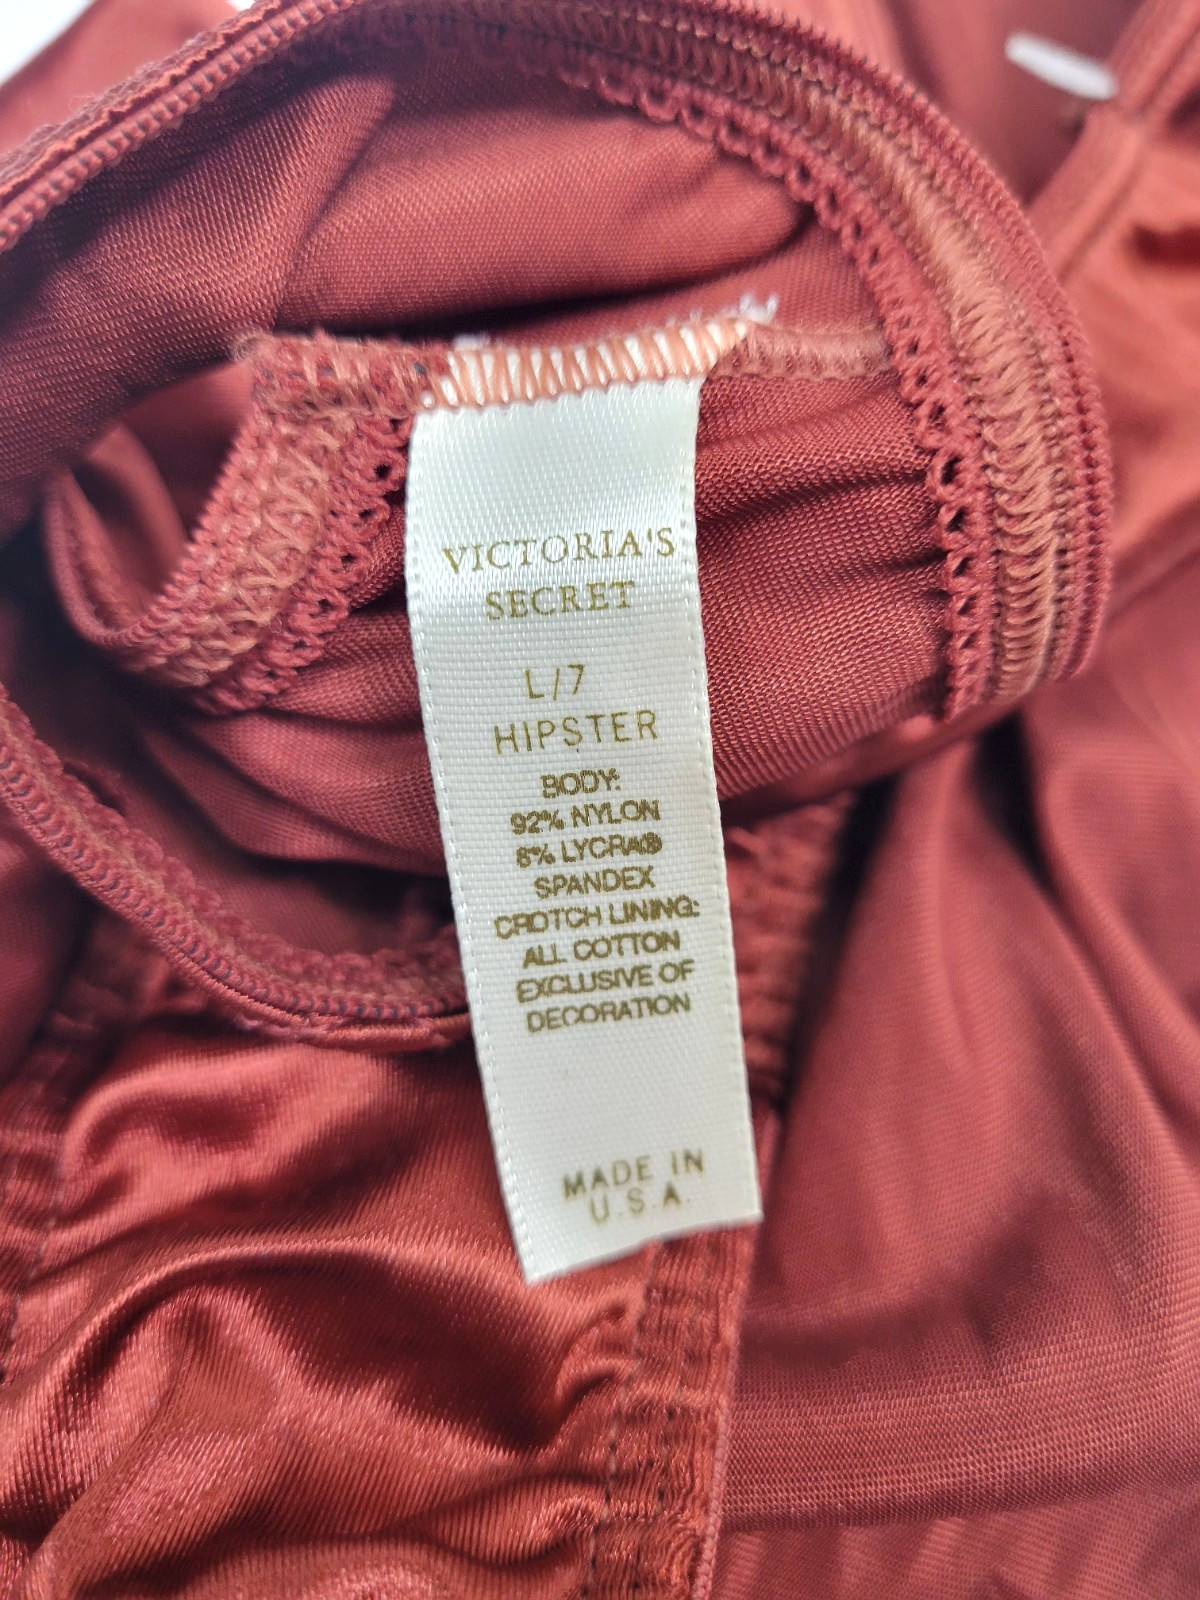 VICTORIA'S
SECRET
L/7
HIPSTER
BODY:
92% NYLON
8% LYCRA®
SPANDEX
CROTCH LINING:
ALL COTTON
EXCLUSIVE OF
DECORATION
MADE IN
U.S.A.